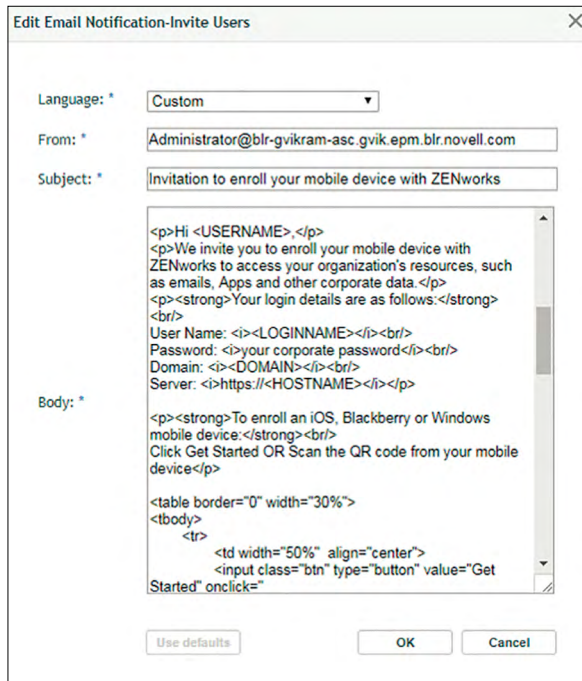 Edit Email Notification-Invite Users
Language: *
Custom
From: *
Administrator@blr-gvikram-asc.gvik.epm.blr.novell.com
Subject: *
Invitation to enroll your mobile device with ZENworks
Body: *
<p>Hi <USERNAME>,</p>
<p>We invite you to enroll your mobile device with
ZENworks to access your organization's resources, such
as emails, Apps and other corporate data.</p>
<p><strong>Your login details are as follows:</strong>
<br/>
User Name: <i><LOGINNAME></i><br/>
Password: <i>your corporate password</i><br/>
Domain: <i><DOMAIN></i><br/>
Server: <i>https://<HOSTNAME></i></p>
<p><strong>To enroll an iOS, Blackberry or Windows
mobile device:</strong><br/>
Click Get Started OR Scan the QR code from your mobile
device</p>
<table border="0" width="30%">
<tbody>
<tr>
<td width="50%" align="center">
<input class="btn" type="button" value="Get
Started" onclick="
Use defaults
OK
Cancel